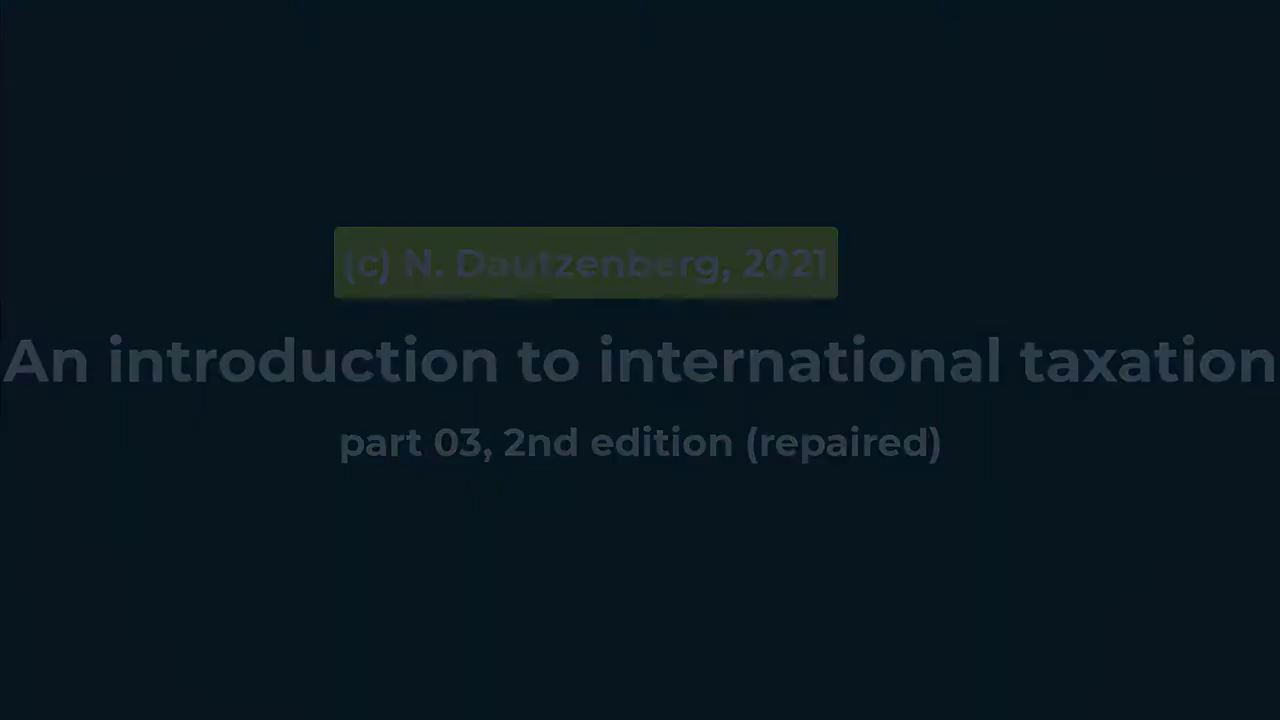 (c) N. Dautzenberg, 2021
An introduction to international taxation
part 03, 2nd edition (repaired)